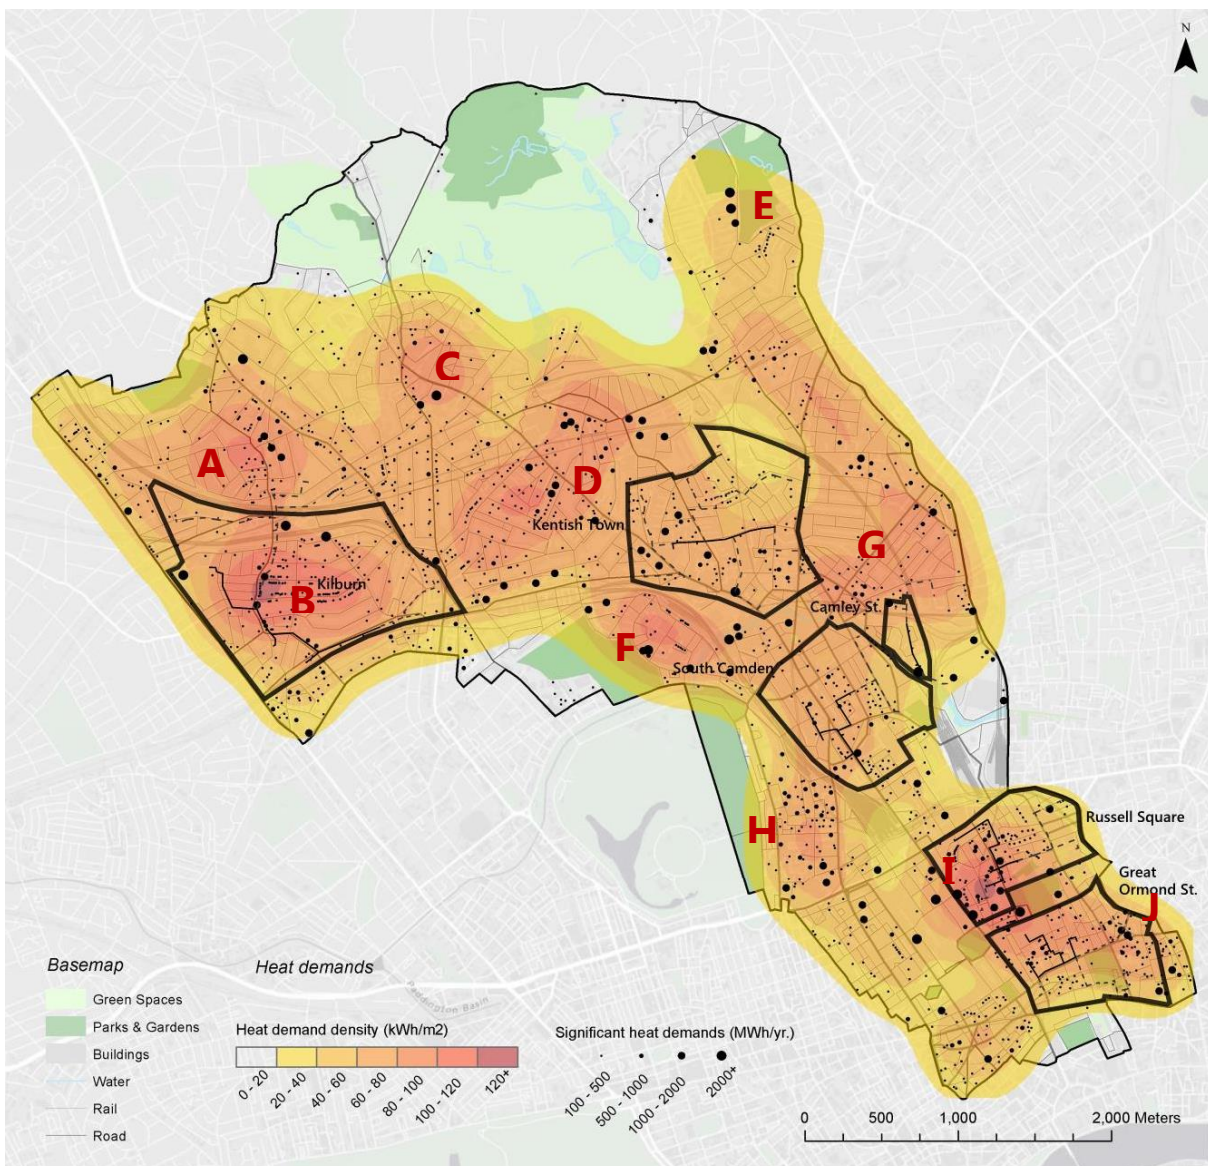 N
E
C
A
D
Kentish Town
G
Kilburn
B
Camley St.
F
South Camden
H
Russell Square
I
Great
Ormond St.
J
Basemap
Green Spaces
Parks & Gardens
Buildings
Water
Rail
Road
Heat demands
Heat demand density (kWh/m2)
0 - 20
20 - 40
40 - 60
60 - 80
80 - 100
100 - 120
120+
Paddington Basin
Significant heat demands (MWh/yr.)
100 - 500
500 - 1000
1000 - 2000
2000+
0 500 1,000 2,000 Meters